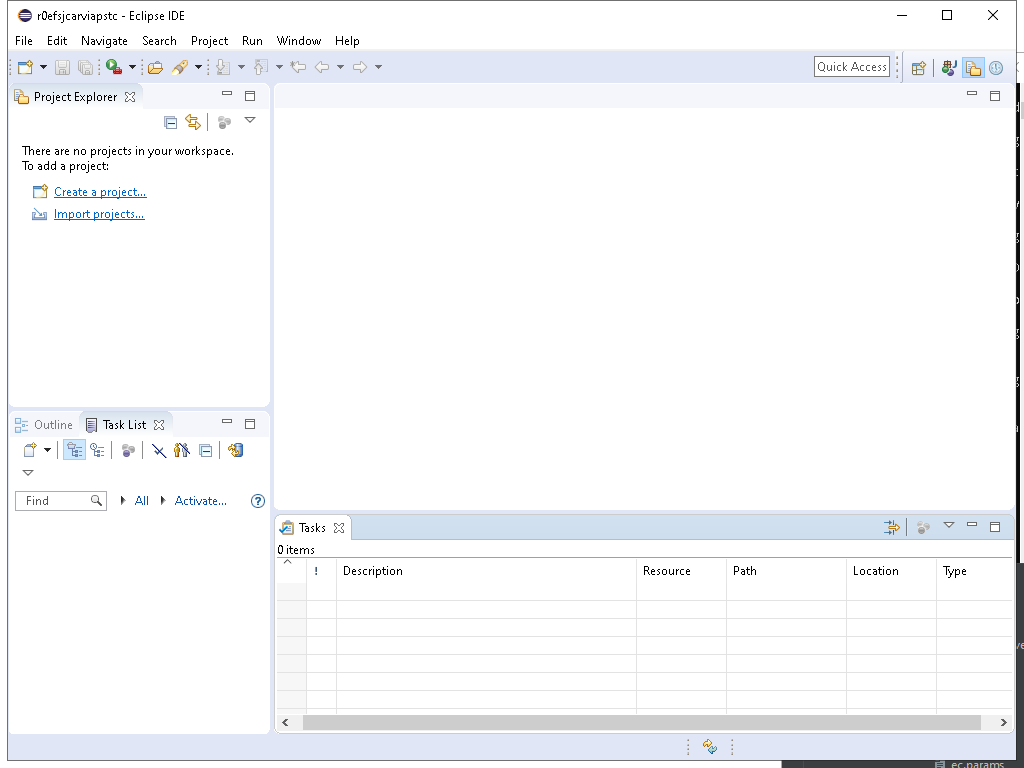 r0efsjcarviapstc - Eclipse IDE
File Edit Navigate Search Project Run Window Help
Quick Access
Project Explorer
There are no projects in your workspace.
To add a project:
Create a project...
Import projects...
Outline Task List
Find All Activate...
Tasks
0 items
! Description Resource Path Location Type
ec.params